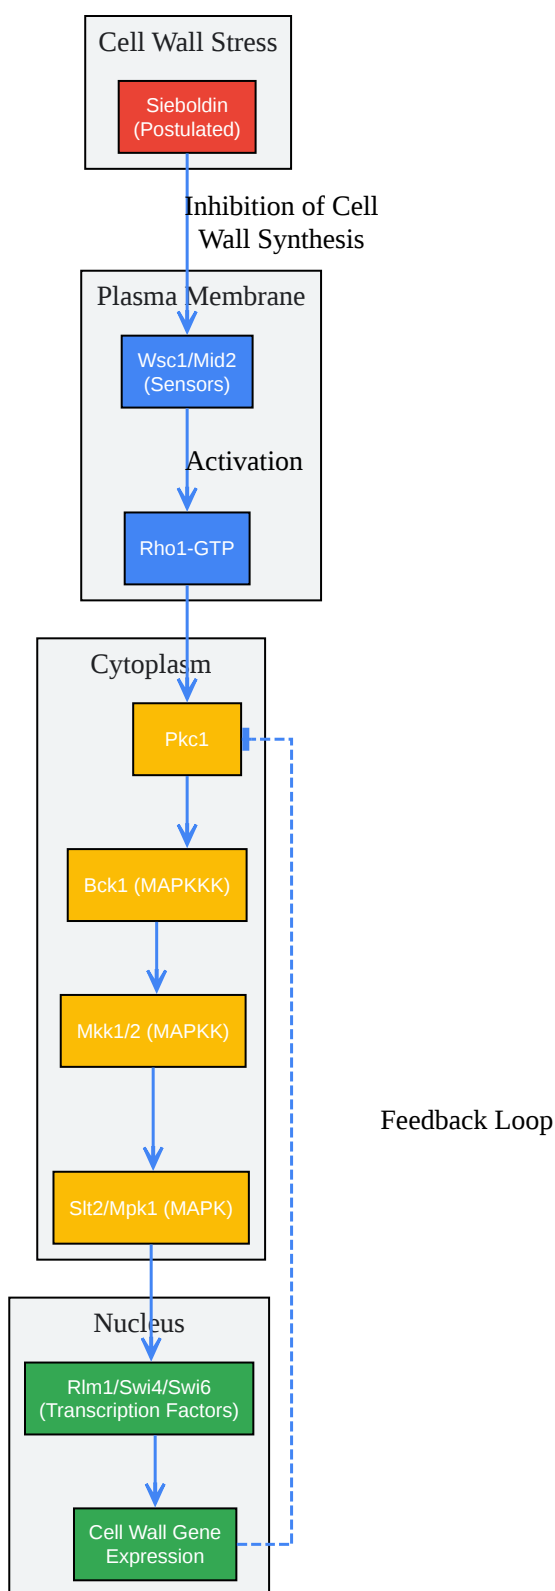 Cell Wall Stress
Sieboldin
(Postulated)
Inhibition of Cell
Wall Synthesis
Plasma Membrane
Wsc1/Mid2
(Sensors)
Activation
Rho1-GTP
Cytoplasm
Pkc1
Bck1 (MAPKKK)
Mkk1/2 (MAPKK)
Feedback Loop
Slt2/Mpk1 (MAPK)
Nucleus
Rlm1/Swi4/Swi6
(Transcription Factors)
Cell Wall Gene
Expression